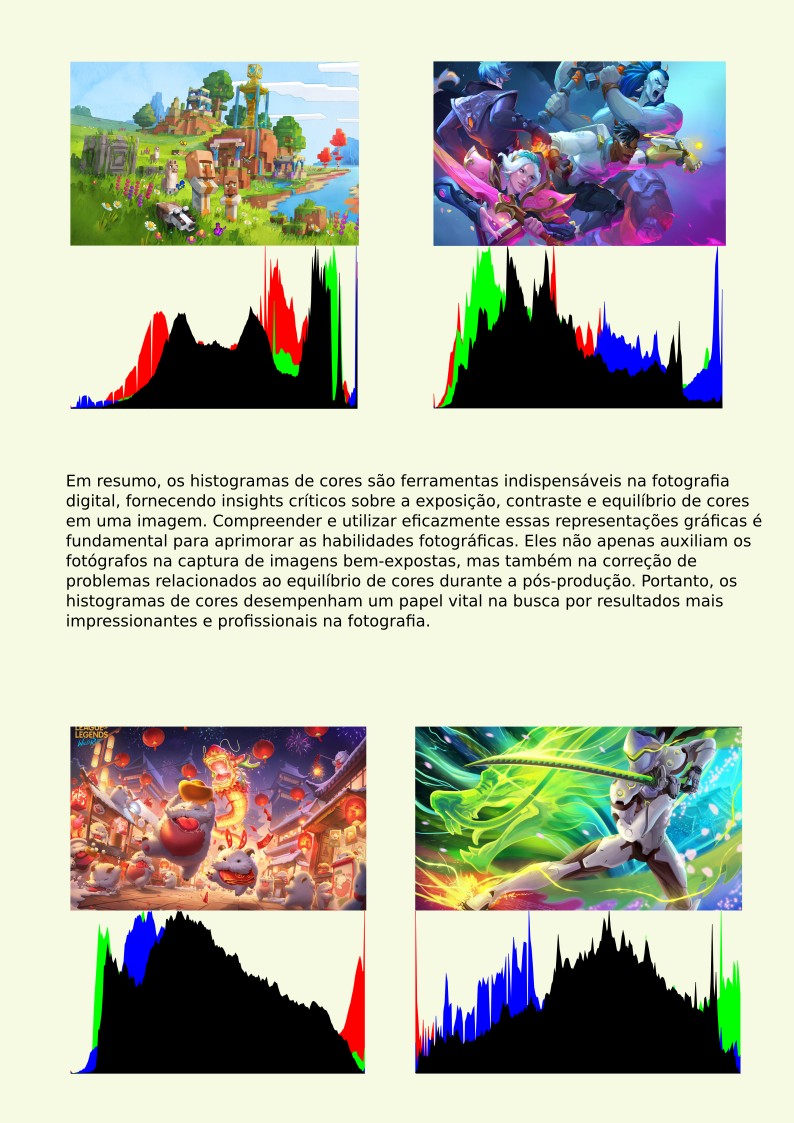 Em resumo, os histogramas de cores são ferramentas indispensáveis na fotografia
digital, fornecendo insights críticos sobre a exposição, contraste e equilíbrio de cores
em uma imagem. Compreender e utilizar eficazmente essas representações gráficas é
fundamental para aprimorar as habilidades fotográficas. Eles não apenas auxiliam os
fotógrafos na captura de imagens bem-expostas, mas também na correção de
problemas relacionados ao equilíbrio de cores durante a pós-produção. Portanto, os
histogramas de cores desempenham um papel vital na busca por resultados mais
impressionantes e profissionais na fotografia.
LEAGUE OF
LEGENDS